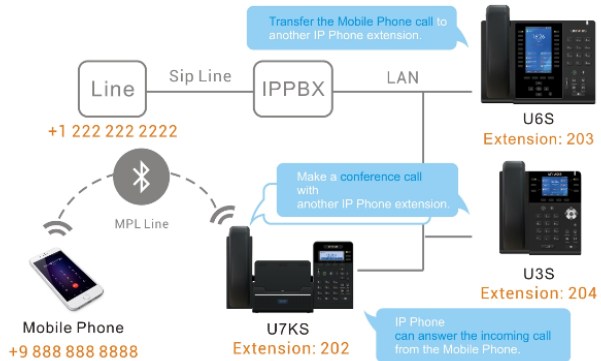 Transfer the Mobile Phone call to
another IP Phone extension.
Line
Sip Line
IPPBX
LAN
+1 222 222 2222
U6S
Extension: 203
Make a conference call
with
another IP Phone extension.
MPL Line
U3S
Extension: 204
Mobile Phone
+9 888 888 8888
U7KS
Extension: 202
IP Phone
can answer the incoming call
from the Mobile Phone.